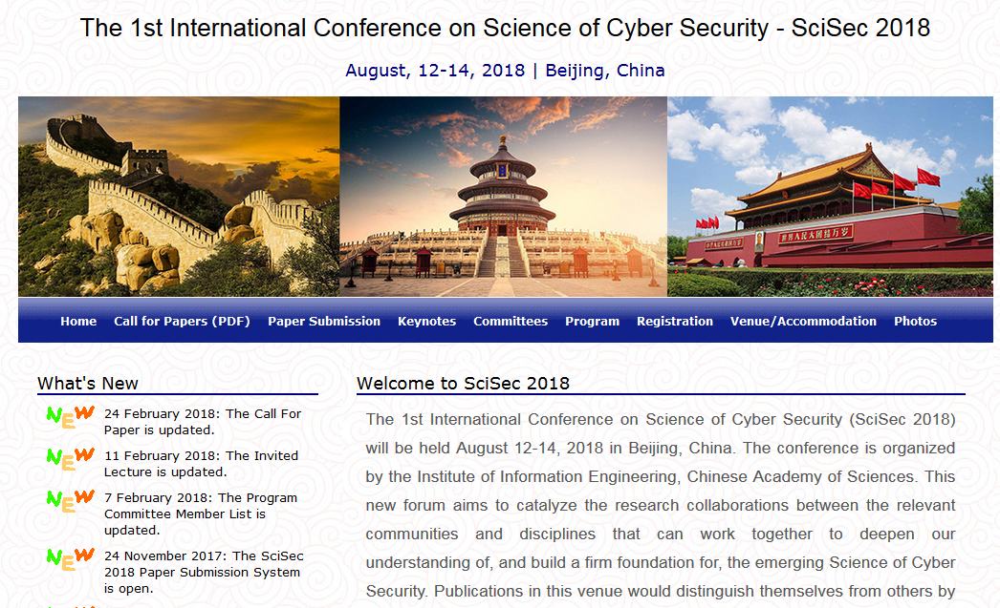 The 1st International Conference on Science of Cyber Security - SciSec 2018
August, 12-14, 2018 | Beijing, China
世界人民大团结万岁
Home Call for Papers (PDF) Paper Submission Keynotes Committees Program Registration Venue/Accommodation Photos
What's New
NEW 24 February 2018: The Call For
Paper is updated.
NEW 11 February 2018: The Invited
Lecture is updated.
NEW 7 February 2018: The Program
Committee Member List is
updated.
NEW 24 November 2017: The SciSec
2018 Paper Submission System
is open.
Welcome to SciSec 2018
The 1st International Conference on Science of Cyber Security (SciSec 2018)
will be held August 12-14, 2018 in Beijing, China. The conference is organized
by the Institute of Information Engineering, Chinese Academy of Sciences. This
new forum aims to catalyze the research collaborations between the relevant
communities and disciplines that can work together to deepen our
understanding of, and build a firm foundation for, the emerging Science of Cyber
Security. Publications in this venue would distinguish themselves from others by